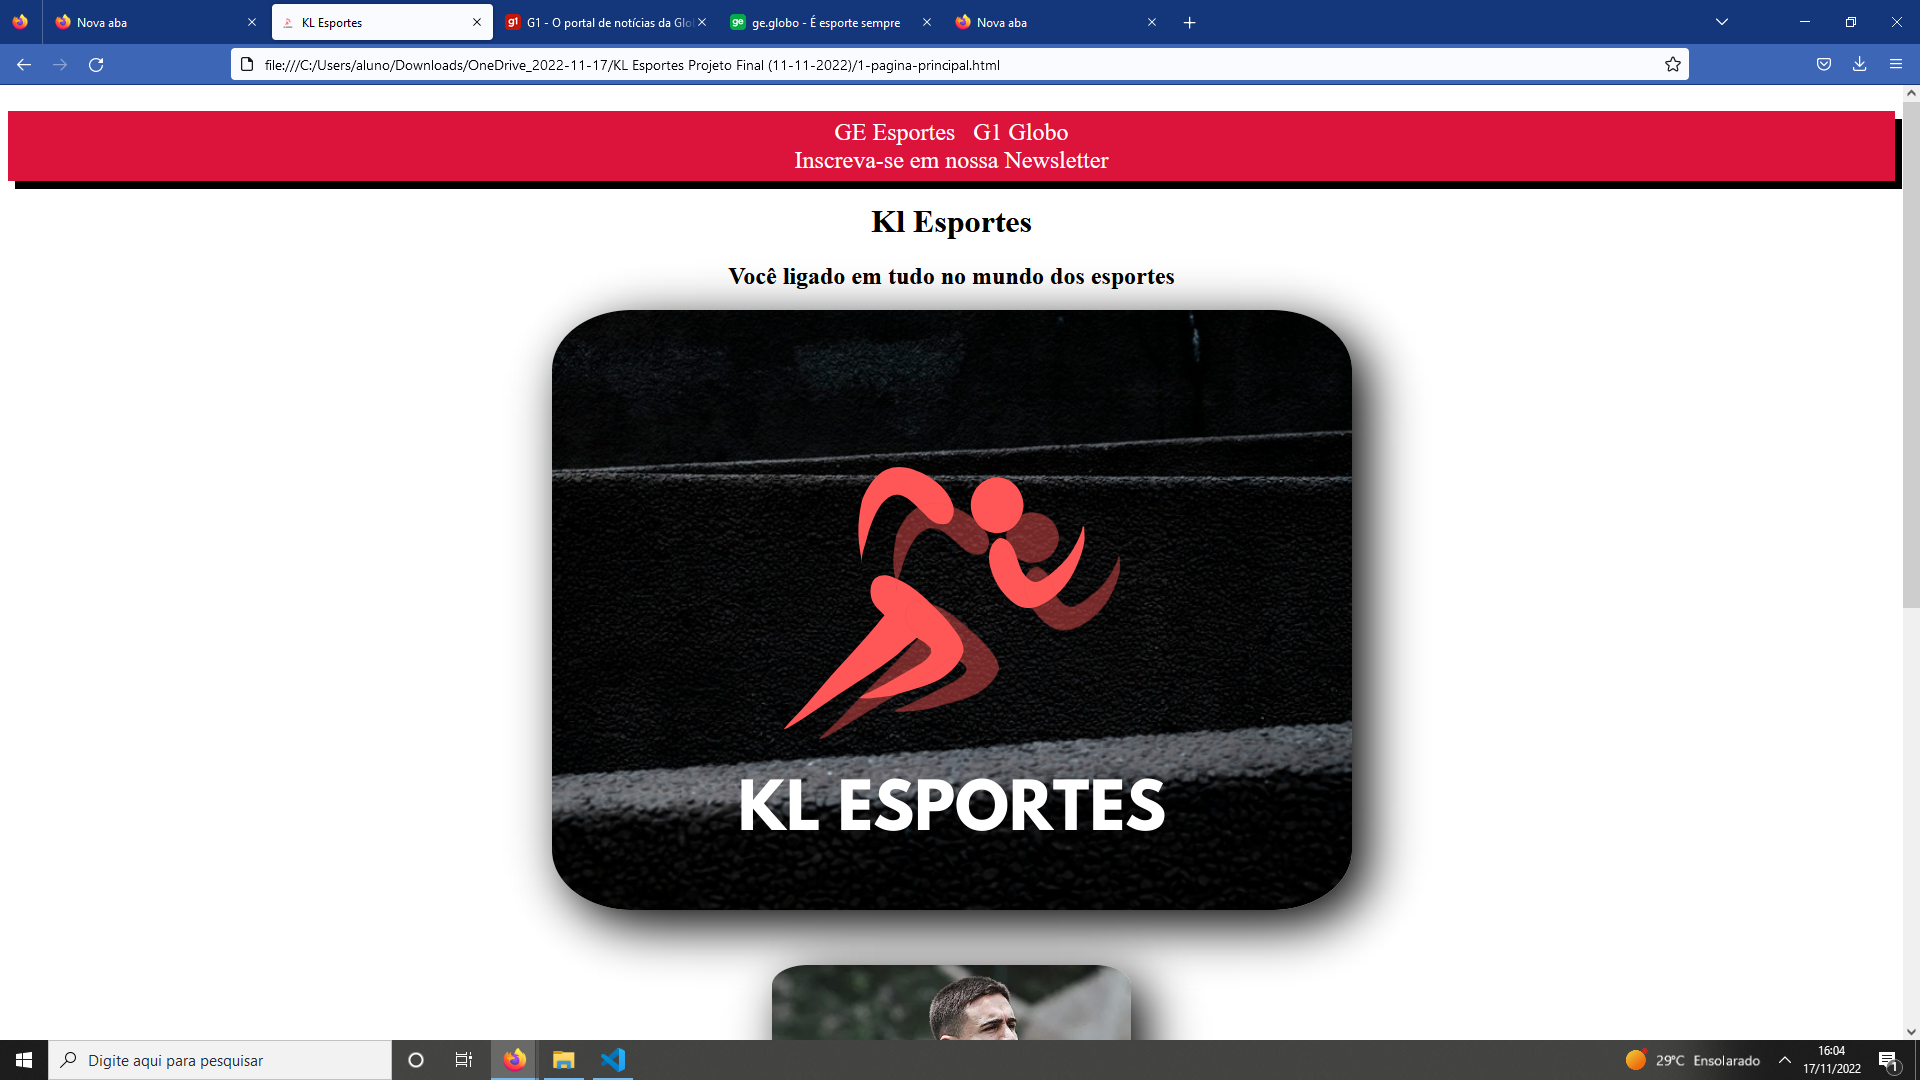 Nova aba
KL Esportes
G1 - O portal de notícias da Glo
ge.globo - É esporte sempre
Nova aba
file:///C:/Users/aluno/Downloads/OneDrive_2022-11-17/KL Esportes Projeto Final (11-11-2022)/1-pagina-principal.html
GE Esportes G1 Globo
Inscreva-se em nossa Newsletter
Kl Esportes
Você ligado em tudo no mundo dos esportes
KL ESPORTES
Digite aqui para pesquisar
29°C Ensolarado
16:04
17/11/2022
1